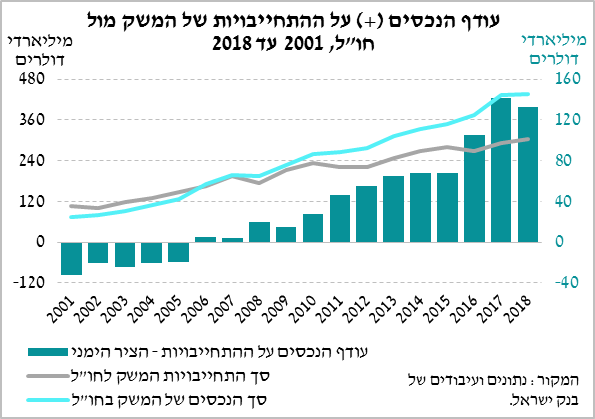 עודף הנכסים (+) על ההתחייבויות של המשק מול
חו"ל, 2001 עד 2018
מיליארדי
דולרים
מיליארדי
דולרים
480
360
240
120
0
-120
160
120
80
40
0
-40
2001
2002
2003
2004
2005
2006
2007
2008
2009
2010
2011
2012
2013
2014
2015
2016
2017
2018
עודף הנכסים על ההתחייבויות - הציר הימני
סך התחייבויות המשק לחו"ל
סך הנכסים של המשק בחו"ל
המקור: נתונים ועיבודים של
בנק ישראל.